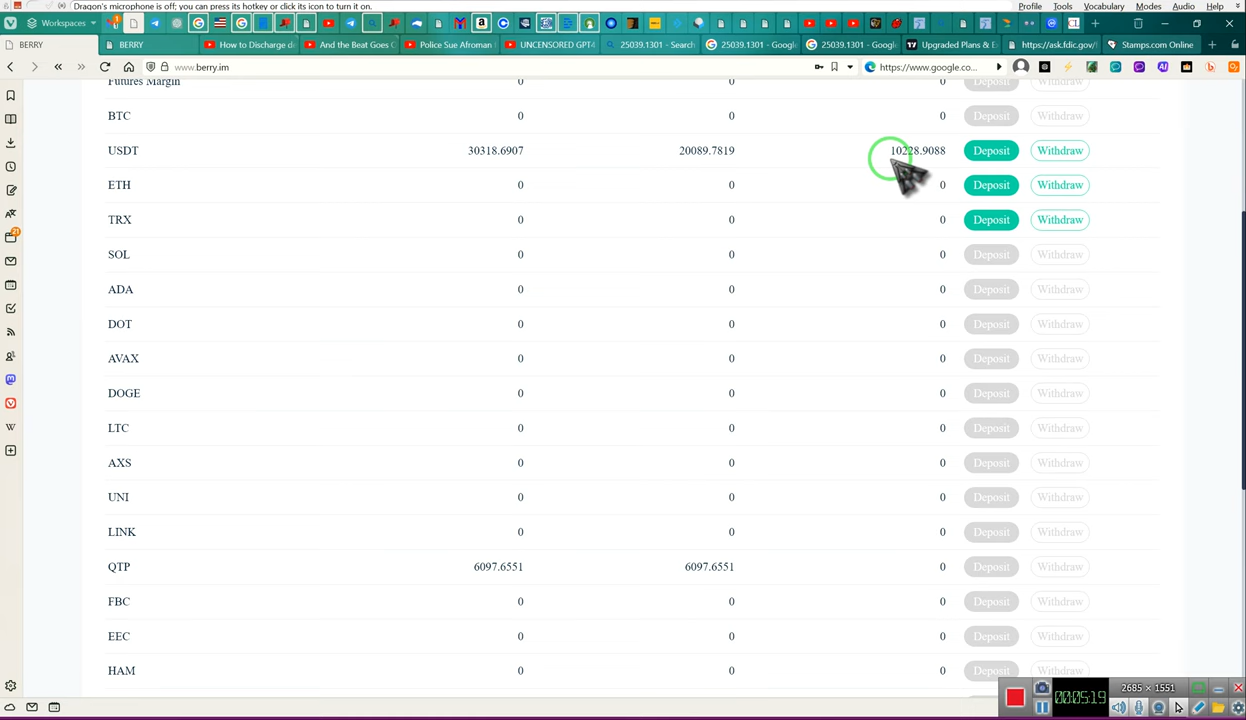 Dragon's microphone is off; you can press its hotkey or click its icon to turn it on.
Profile Tools Vocabulary Modes Audio Help
Workspaces
BERRY BERRY How to Discharge de And the Beat Goes C Police Sue Afroman UNCENSORED GPT-4 25039.1301 - Search 25039.1301 - Google 25039.1301 - Google Upgraded Plans & E https://ask.fdic.gov/ Stamps.com Online
www.berry.im https://www.google.co...
Futures Margin 0 0 0 Deposit Withdraw
BTC 0 0 0 Deposit Withdraw
USDT 30318.6907 20089.7819 10228.9088 Deposit Withdraw
ETH 0 0 0 Deposit Withdraw
TRX 0 0 0 Deposit Withdraw
SOL 0 0 0 Deposit Withdraw
ADA 0 0 0 Deposit Withdraw
DOT 0 0 0 Deposit Withdraw
AVAX 0 0 0 Deposit Withdraw
DOGE 0 0 0 Deposit Withdraw
LTC 0 0 0 Deposit Withdraw
AXS 0 0 0 Deposit Withdraw
UNI 0 0 0 Deposit Withdraw
LINK 0 0 0 Deposit Withdraw
QTP 6097.6551 6097.6551 0 Deposit Withdraw
FBC 0 0 0 Deposit Withdraw
EEC 0 0 0 Deposit Withdraw
HAM 0 0 0 Deposit Withdraw
2685 × 1551
00:05:19